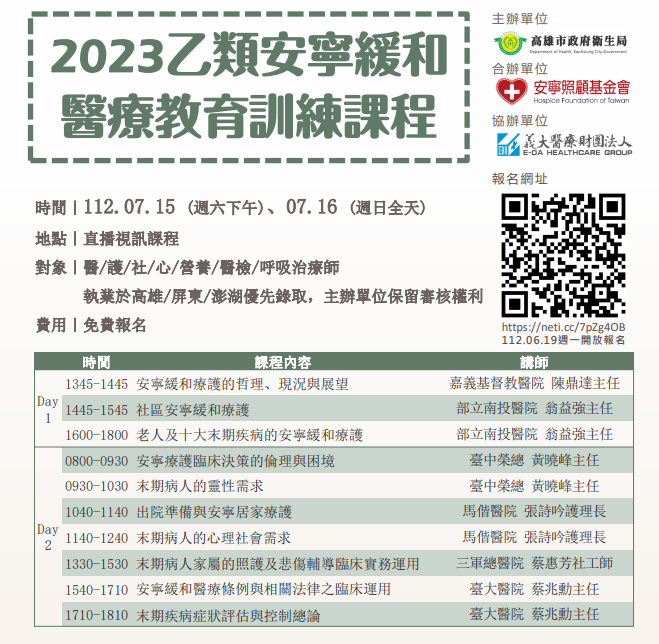 2023乙類安寧緩和
醫療教育訓練課程
主辦單位
高雄市政府衛生局
Department of Health, Kaohsiung City Government
合辦單位
安寧照顧基金會
Hospice Foundation of Taiwan
協辦單位
義大醫療財團法人
E-DA HEALTHCARE GROUP
報名網址
https://neti.cc/7pZg4OB
112.06.19週一開放報名
時間｜112.07.15 (週六下午)、07.16 (週日全天)
地點｜直播視訊課程
對象｜醫/護/社/心/營養/醫檢/呼吸治療師
執業於高雄/屏東/澎湖優先錄取，主辦單位保留審核權利
費用｜免費報名
時間 課程內容 講師
Day 1
1345-1445 安寧緩和療護的哲理、現況與展望 嘉義基督教醫院 陳鼎達主任
1445-1545 社區安寧緩和療護 部立南投醫院 翁益強主任
1600-1800 老人及十大末期疾病的安寧緩和療護 部立南投醫院 翁益強主任
Day 2
0800-0930 安寧療護臨床決策的倫理與困境 臺中榮總 黃曉峰主任
0930-1030 末期病人的靈性需求 臺中榮總 黃曉峰主任
1040-1140 出院準備與安寧居家療護 馬偕醫院 張詩吟護理長
1140-1240 末期病人的心理社會需求 馬偕醫院 張詩吟護理長
1330-1530 末期病人家屬的照護及悲傷輔導臨床實務運用 三軍總醫院 蔡惠芳社工師
1540-1710 安寧緩和醫療條例與相關法律之臨床運用 臺大醫院 蔡兆勳主任
1710-1810 末期疾病症狀評估與控制總論 臺大醫院 蔡兆勳主任